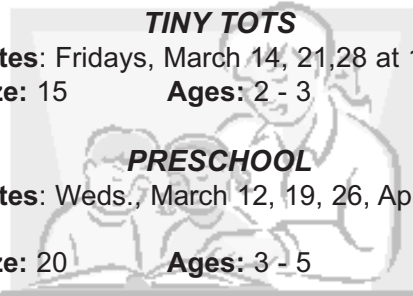 TINY TOTS
tes: Fridays, March 14, 21,28 at 1
ze: 15 Ages: 2 - 3
PRESCHOOL
tes: Weds., March 12, 19, 26, Ap
ze: 20 Ages: 3 - 5